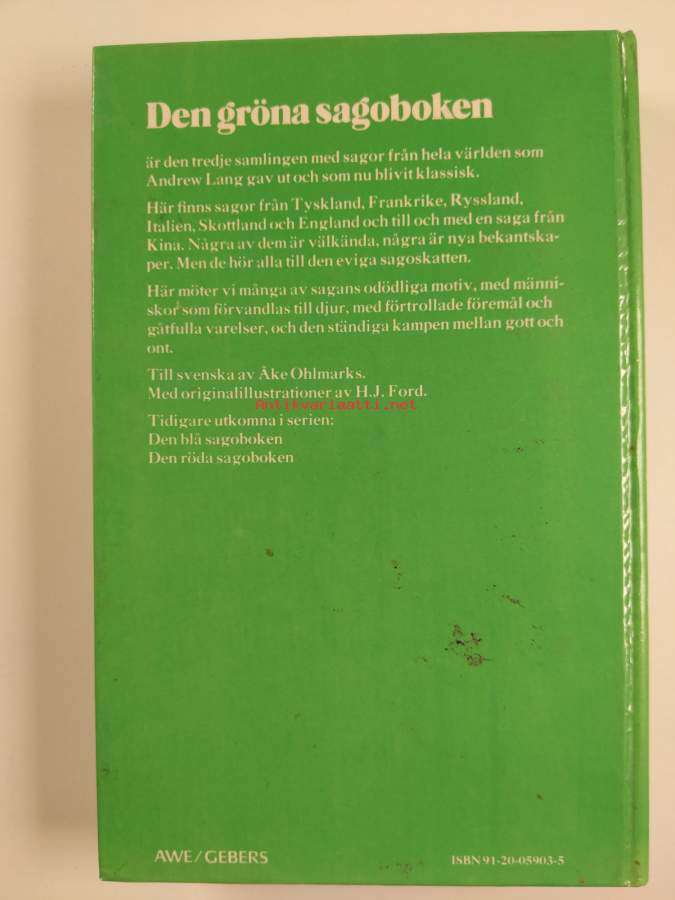 Den gröna sagoboken
är den tredje samlingen med sagor från hela världen som
Andrew Lang gav ut och som nu blivit klassisk.
Här finns sagor från Tyskland, Frankrike, Ryssland,
Italien, Skottland och England och till och med en saga från
Kina. Några av dem är välkända, några är nya bekantska-
per. Men de hör alla till den eviga sagoskatten.
Här möter vi många av sagans odödliga motiv, med männi-
skor som förvandlas till djur, med förtrollade föremål och
gåtfulla varelser, och den ständiga kampen mellan gott och
ont.
Till svenska av Åke Ohlmarks.
Med originalillustrationer av H.J. Ford.
Antikvariaatti.net
Tidigare utkomna i serien:
Den blå sagoboken
Den röda sagoboken
AWE/GEBERS
ISBN 91-20-05903-5